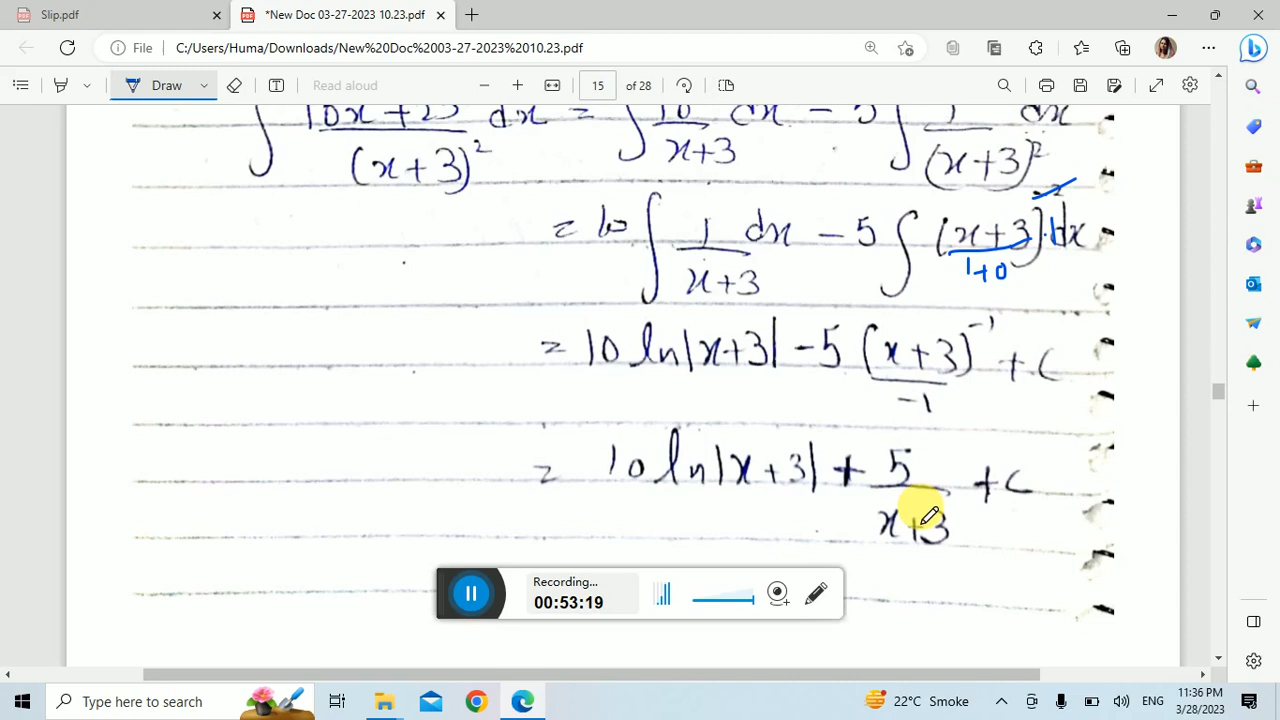 Slip.pdf
*New Doc 03-27-2023 10.23.pdf
File C:/Users/Huma/Downloads/New%20Doc%2003-27-2023%2010.23.pdf
Draw Read aloud 15 of 28
∫ 10x+25/(x+3)² dx = ∫ 10/(x+3) dx - 5 ∫ 1/(x+3)² dx
= 10 ∫ 1/(x+3) dx - 5 ∫ (x+3)⁻² · 1 dx
1+0
= 10 ln|x+3| - 5 (x+3)⁻¹/-1 + C
= 10 ln|x+3| + 5/(x+3) + C
Recording...
00:53:19
Type here to search
22°C Smoke
ENG
11:36 PM
3/28/2023